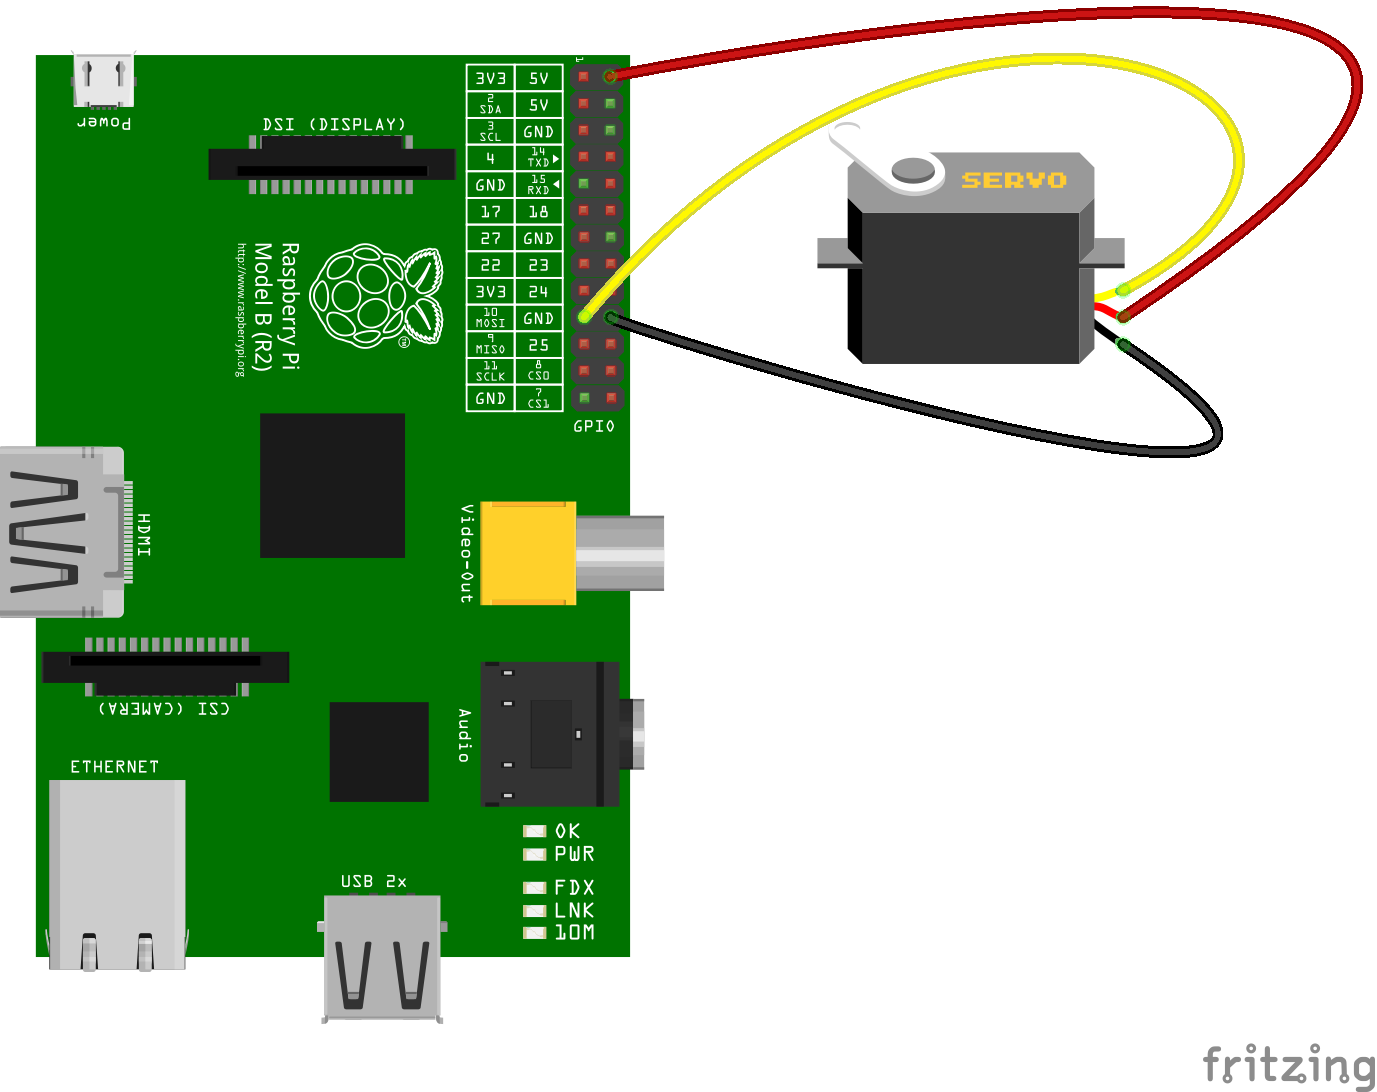 1
3V3 5V
2 SDA 5V
3 SCL GND
4 14 TXD
GND 15 RXD
17 18
27 GND
22 23
3V3 24
10 MOSI GND
9 MISO 25
11 SCLK 8 CS0
GND 7 CS1
GPIO
Power
DSI (DISPLAY)
Raspberry Pi
Model B (R2)
http://www.raspberrypi.org
TM
SERVO
HDMI
Video-Out
CSI (CAMERA)
Audio
ETHERNET
USB 2x
OK
PWR
FDX
LNK
10M
fritzing